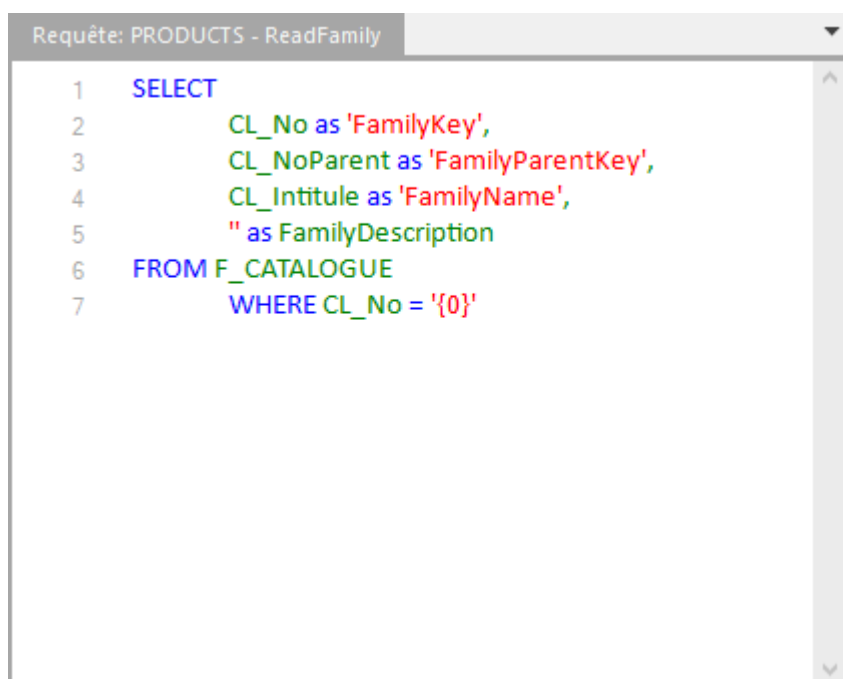 Requête: PRODUCTS - ReadFamily
1 SELECT
2 CL_No as 'FamilyKey',
3 CL_NoParent as 'FamilyParentKey',
4 CL_Intitule as 'FamilyName',
5 '' as FamilyDescription
6 FROM F_CATALOGUE
7 WHERE CL_No = '{0}'